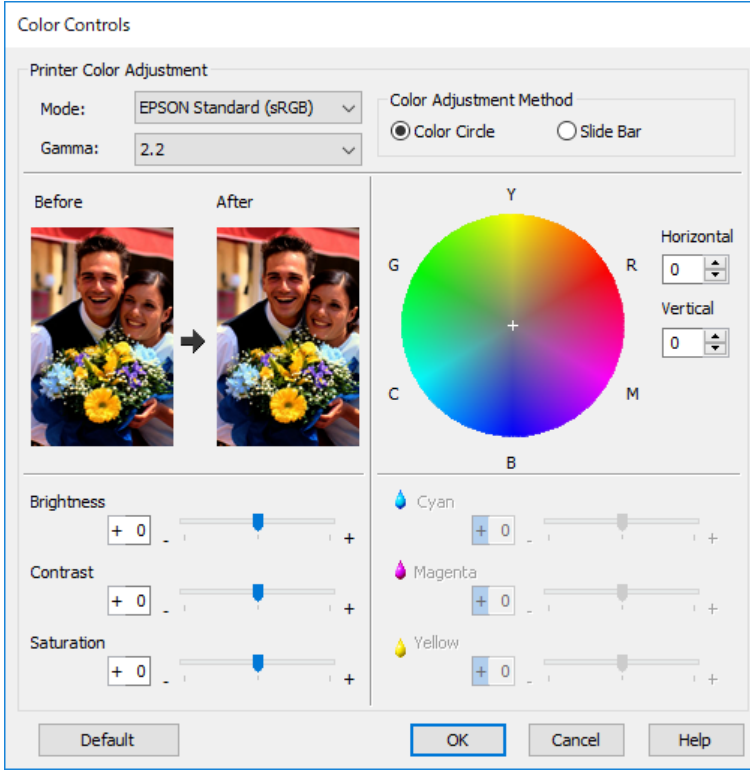 Color Controls
Printer Color Adjustment
Mode: EPSON Standard (sRGB)
Gamma: 2.2
Color Adjustment Method
Color Circle Slide Bar
Before After
Y
G R
C M
B
Horizontal
0
Vertical
0
Brightness
+ 0 - +
Contrast
+ 0 - +
Saturation
+ 0 - +
Cyan
+ 0 - +
Magenta
+ 0 - +
Yellow
+ 0 - +
Default OK Cancel Help